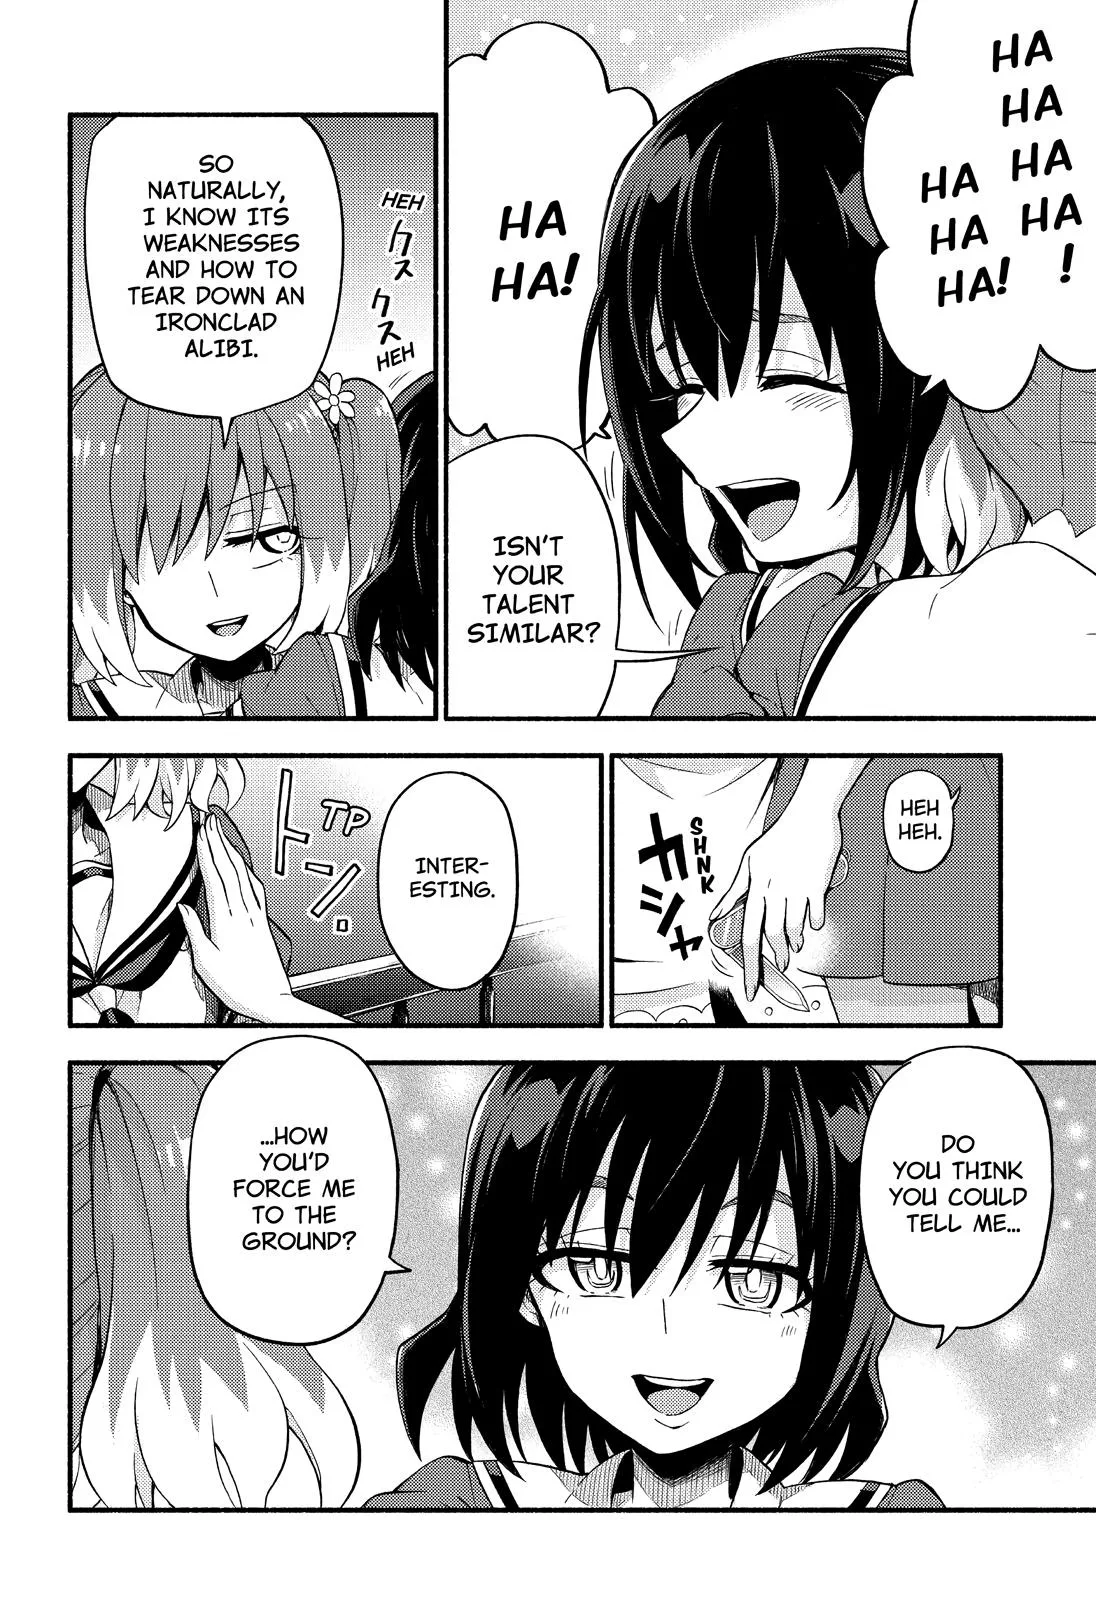 HA
HA
HA HA
HA HA
HA! !
HA
HA!
ISN'T
YOUR
TALENT
SIMILAR?
SO
NATURALLY,
I KNOW ITS
WEAKNESSES
AND HOW TO
TEAR DOWN AN
IRONCLAD
ALIBI.
HEH
クス
クス
HEH
HEH
HEH.
SHNK
カシャ
INTER-
ESTING.
TP
トン。
DO
YOU THINK
YOU COULD
TELL ME...
...HOW
YOU'D
FORCE ME
TO THE
GROUND?